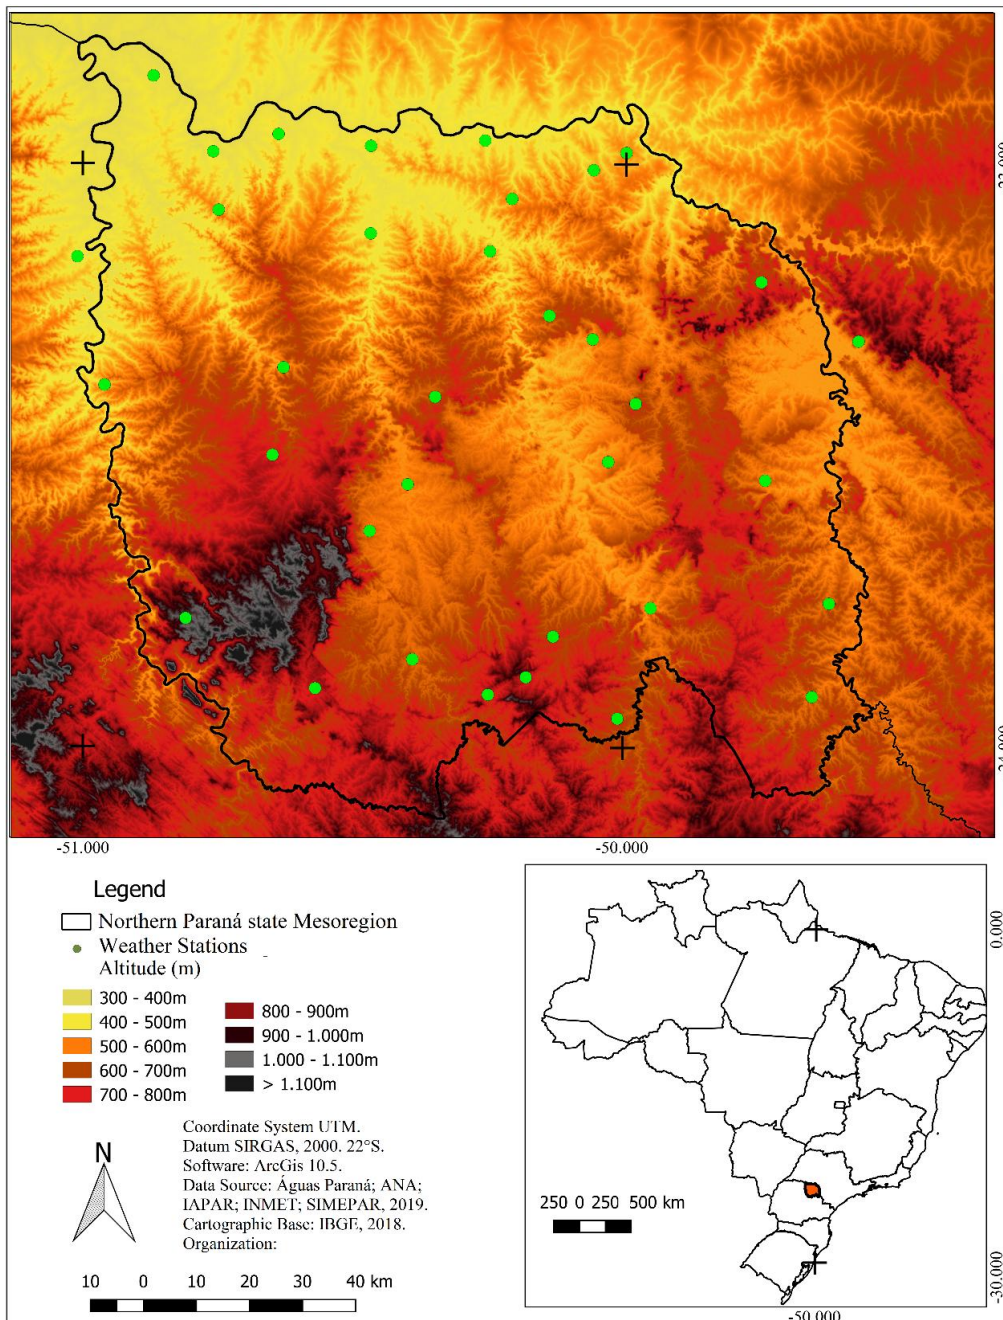 -23.000
-24.000
-51.000
-50.000
Legend
Northern Paraná state Mesoregion
Weather Stations
Altitude (m)
300 - 400m
400 - 500m
500 - 600m
600 - 700m
700 - 800m
800 - 900m
900 - 1.000m
1.000 - 1.100m
> 1.100m
Coordinate System UTM.
Datum SIRGAS, 2000. 22°S.
Software: ArcGis 10.5.
Data Source: Águas Paraná; ANA;
IAPAR; INMET; SIMEPAR, 2019.
Cartographic Base: IBGE, 2018.
Organization:
N
10 0 10 20 30 40 km
0.000
250 0 250 500 km
-30.000
-50.000